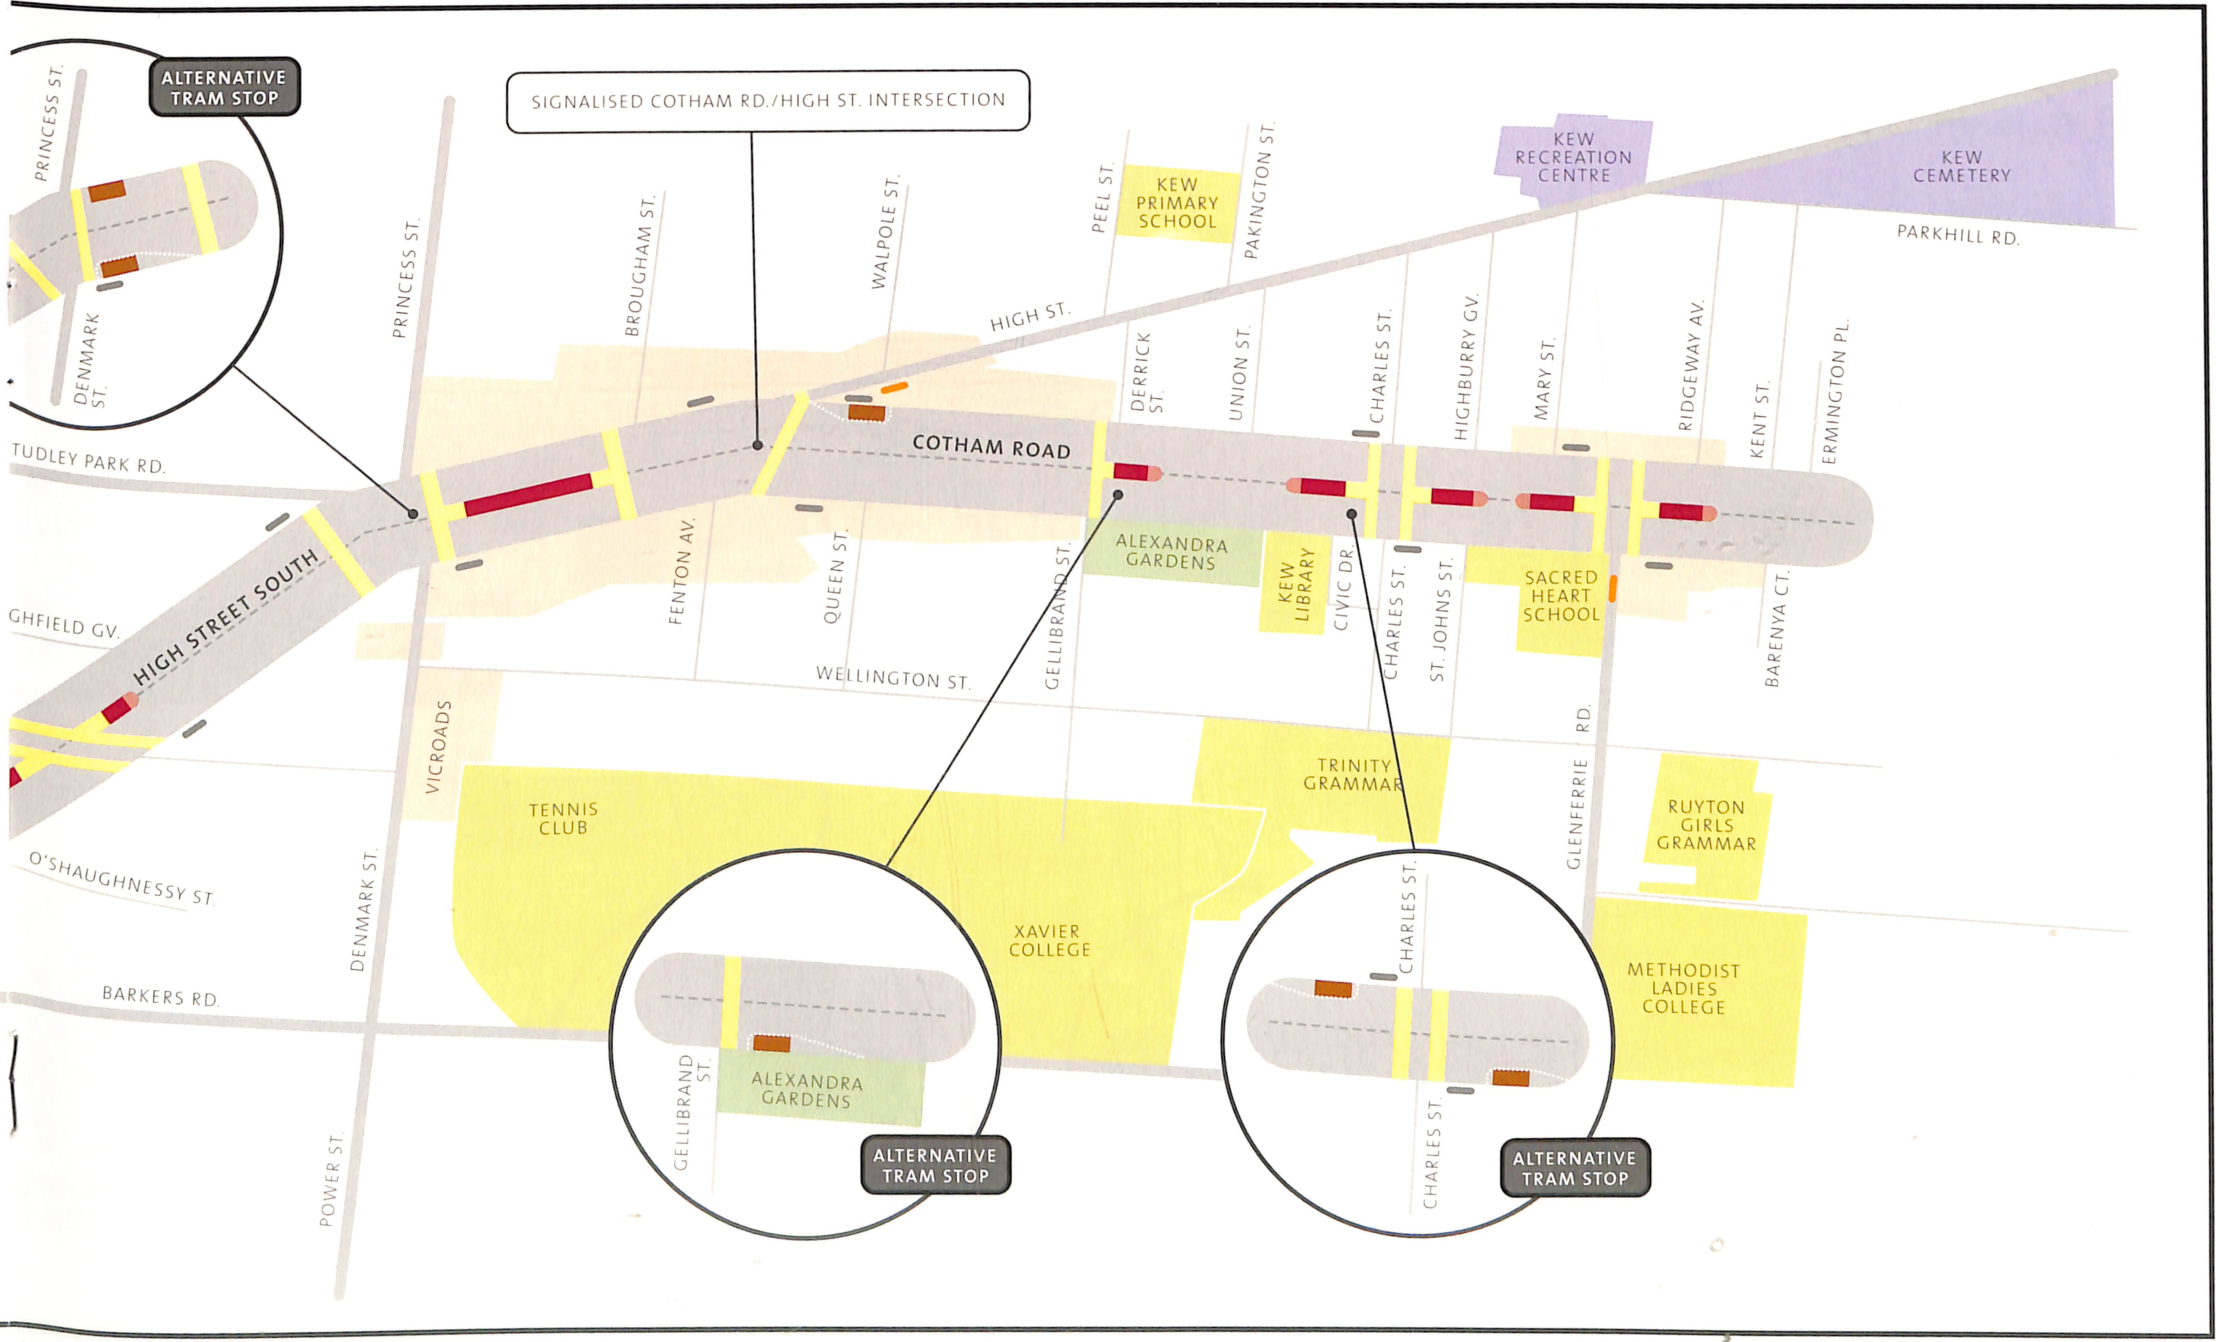 ALTERNATIVE
TRAM STOP
PRINCESS ST.
DENMARK
ST.
SIGNALISED COTHAM RD./HIGH ST. INTERSECTION
PRINCESS ST.
BROUGHAM ST.
WALPOLE ST.
HIGH ST.
PEEL ST.
KEW
PRIMARY
SCHOOL
PAKINGTON ST.
KEW
RECREATION
CENTRE
KEW
CEMETERY
PARKHILL RD.
DERRICK
ST.
UNION ST.
CHARLES ST.
HIGHBURRY GV.
MARY ST.
RIDGEWAY AV.
KENT ST.
ERMINGTON PL.
TUDLEY PARK RD.
COTHAM ROAD
HIGH STREET SOUTH
GHFIELD GV.
FENTON AV.
QUEEN ST.
GELLIBRAND ST.
ALEXANDRA
GARDENS
KEW
LIBRARY
CIVIC DR.
CHARLES ST.
ST. JOHNS ST.
SACRED
HEART
SCHOOL
BARENYA CT.
WELLINGTON ST.
VICROADS
TENNIS
CLUB
TRINITY
GRAMMAR
GLENFERRIE RD.
RUYTON
GIRLS
GRAMMAR
O'SHAUGHNESSY ST.
DENMARK ST.
XAVIER
COLLEGE
METHODIST
LADIES
COLLEGE
BARKERS RD.
POWER ST.
GELLIBRAND
ST.
ALEXANDRA
GARDENS
ALTERNATIVE
TRAM STOP
CHARLES ST.
CHARLES ST.
ALTERNATIVE
TRAM STOP